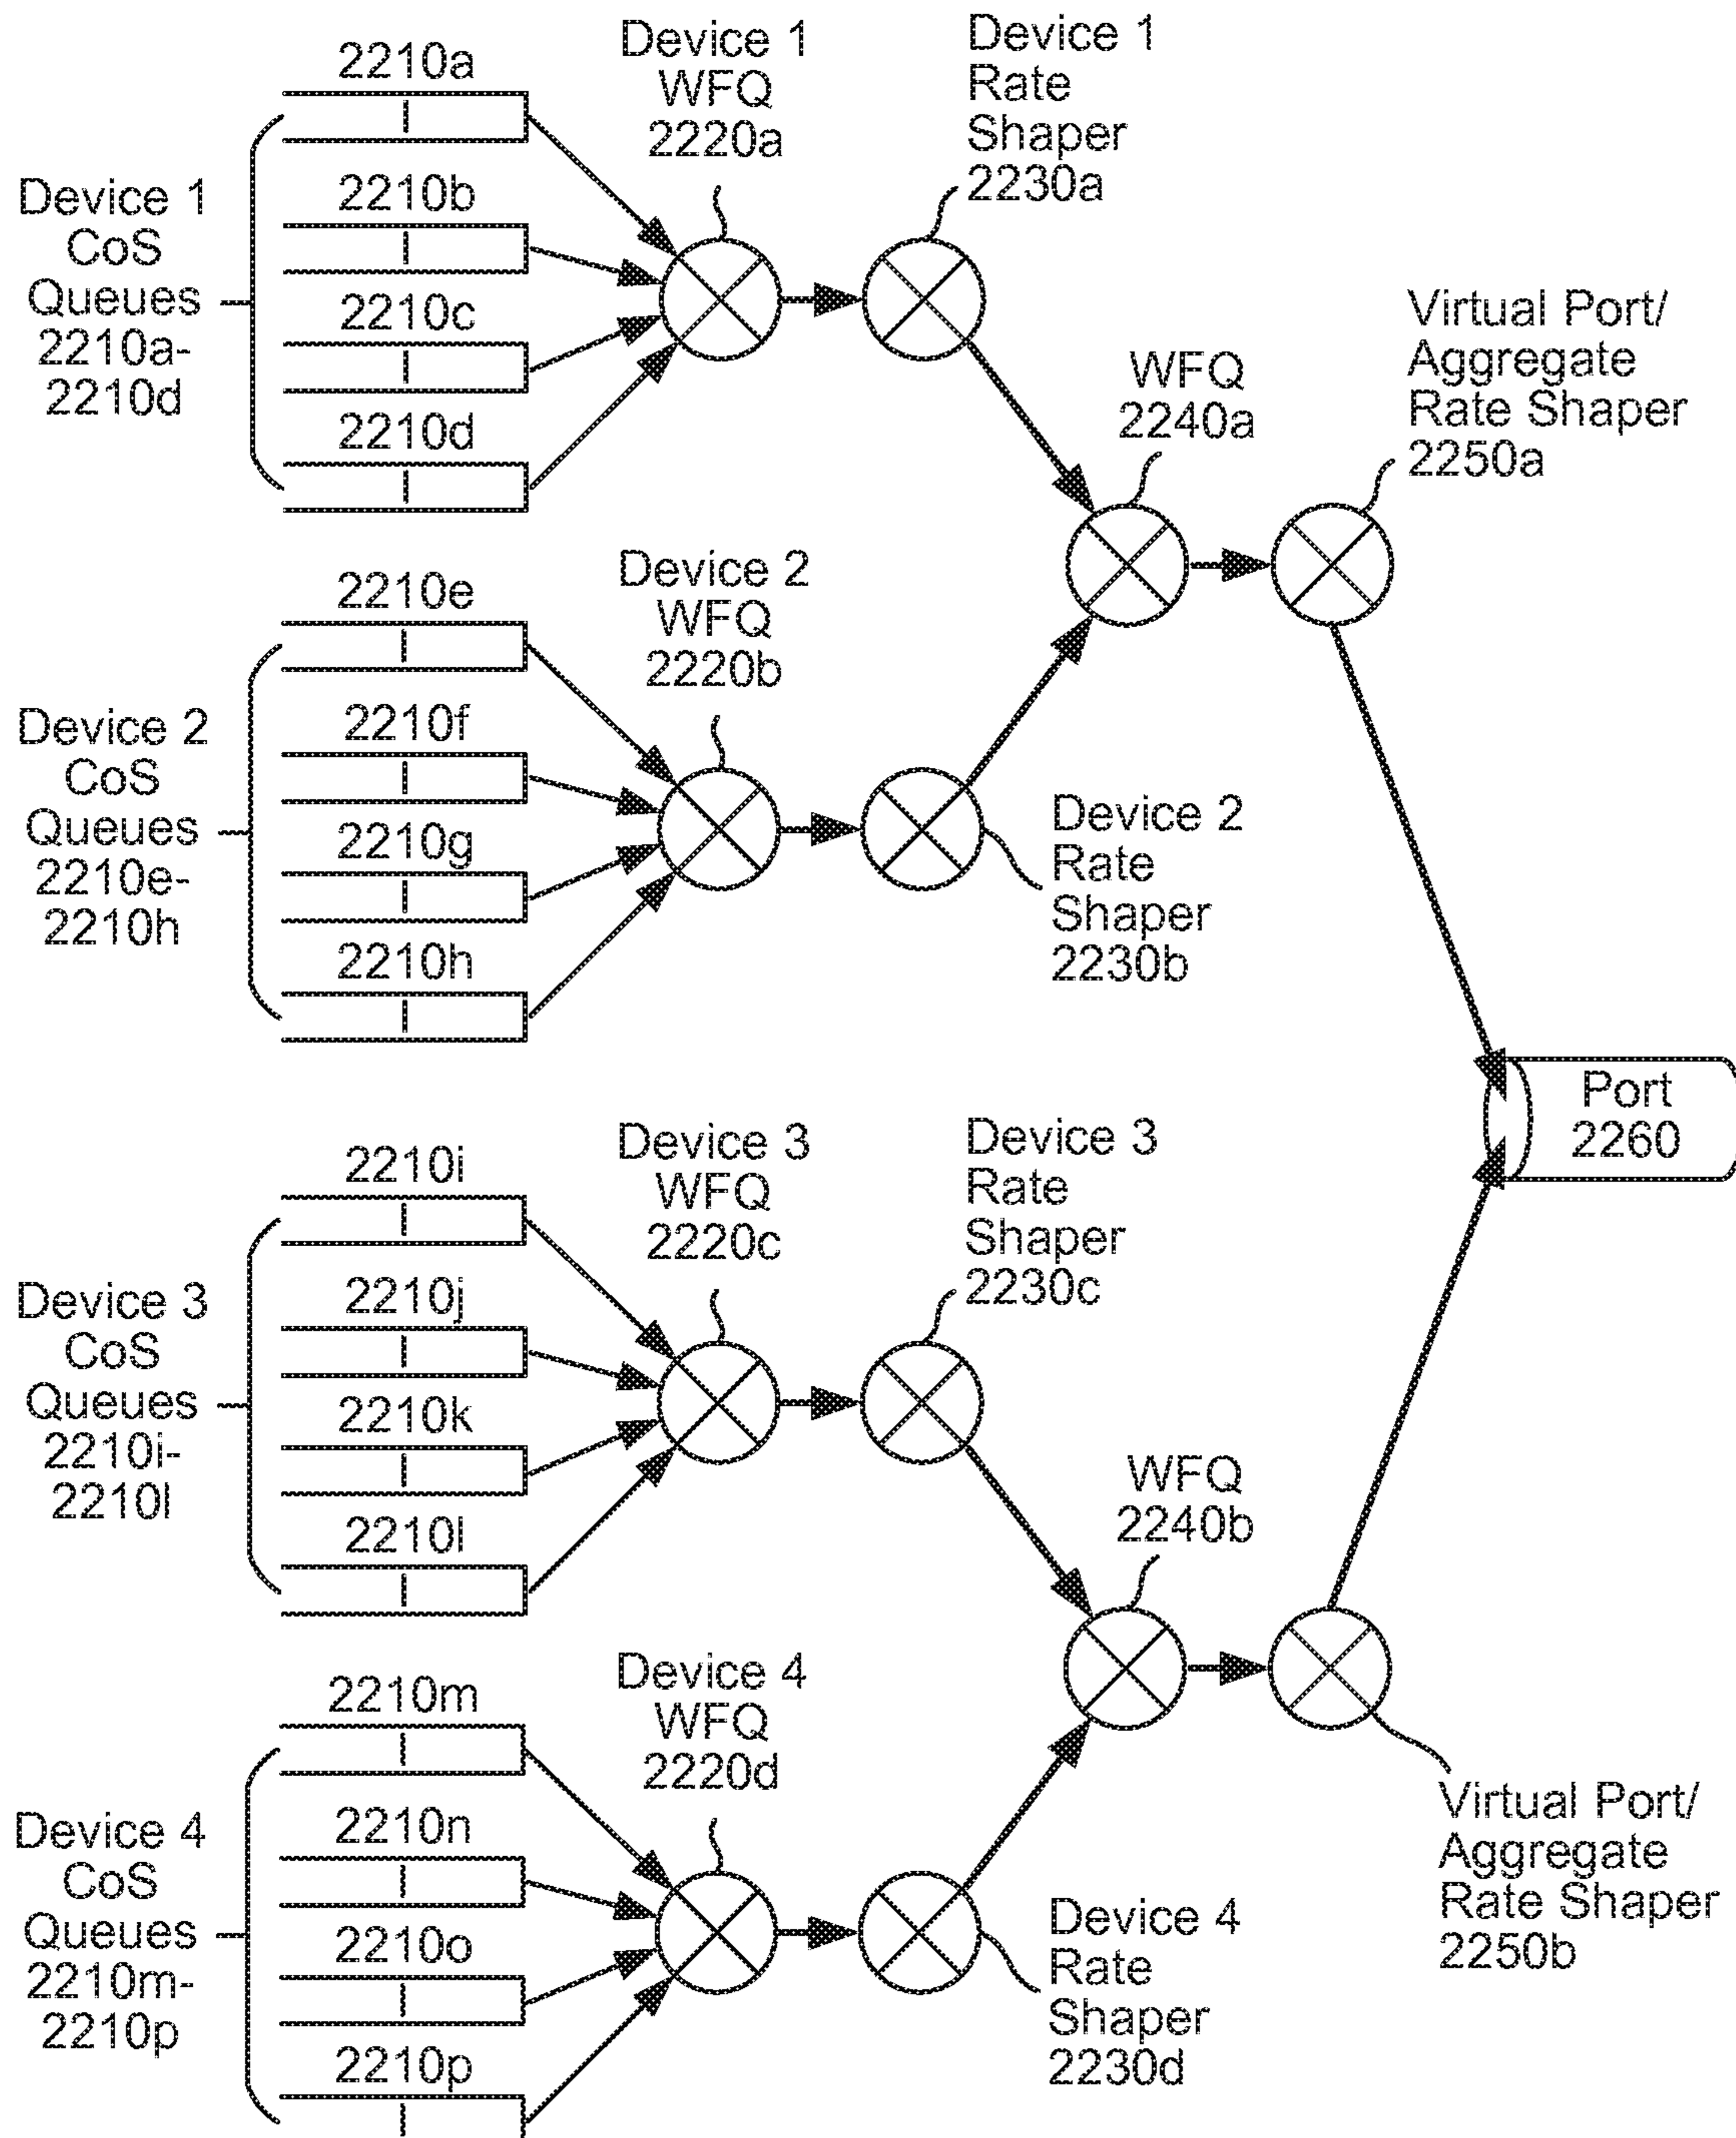 Device 1
CoS
Queues
2210a-
2210d
2210a
2210b
2210c
2210d
Device 1
WFQ
2220a
Device 1
Rate
Shaper
2230a
WFQ
2240a
Virtual Port/
Aggregate
Rate Shaper
2250a
Device 2
CoS
Queues
2210e-
2210h
2210e
2210f
2210g
2210h
Device 2
WFQ
2220b
Device 2
Rate
Shaper
2230b
Port
2260
Device 3
CoS
Queues
2210i-
2210l
2210i
2210j
2210k
2210l
Device 3
WFQ
2220c
Device 3
Rate
Shaper
2230c
WFQ
2240b
Device 4
CoS
Queues
2210m-
2210p
2210m
2210n
2210o
2210p
Device 4
WFQ
2220d
Device 4
Rate
Shaper
2230d
Virtual Port/
Aggregate
Rate Shaper
2250b